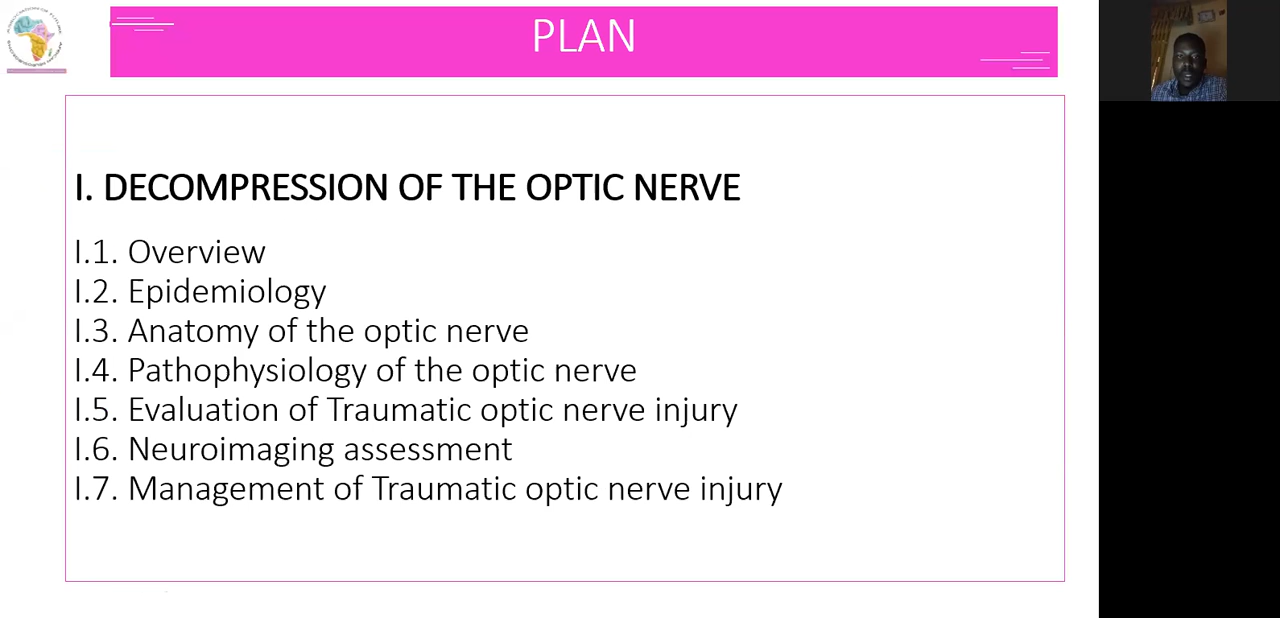 PLAN
I. DECOMPRESSION OF THE OPTIC NERVE
I.1. Overview
I.2. Epidemiology
I.3. Anatomy of the optic nerve
I.4. Pathophysiology of the optic nerve
I.5. Evaluation of Traumatic optic nerve injury
I.6. Neuroimaging assessment
I.7. Management of Traumatic optic nerve injury